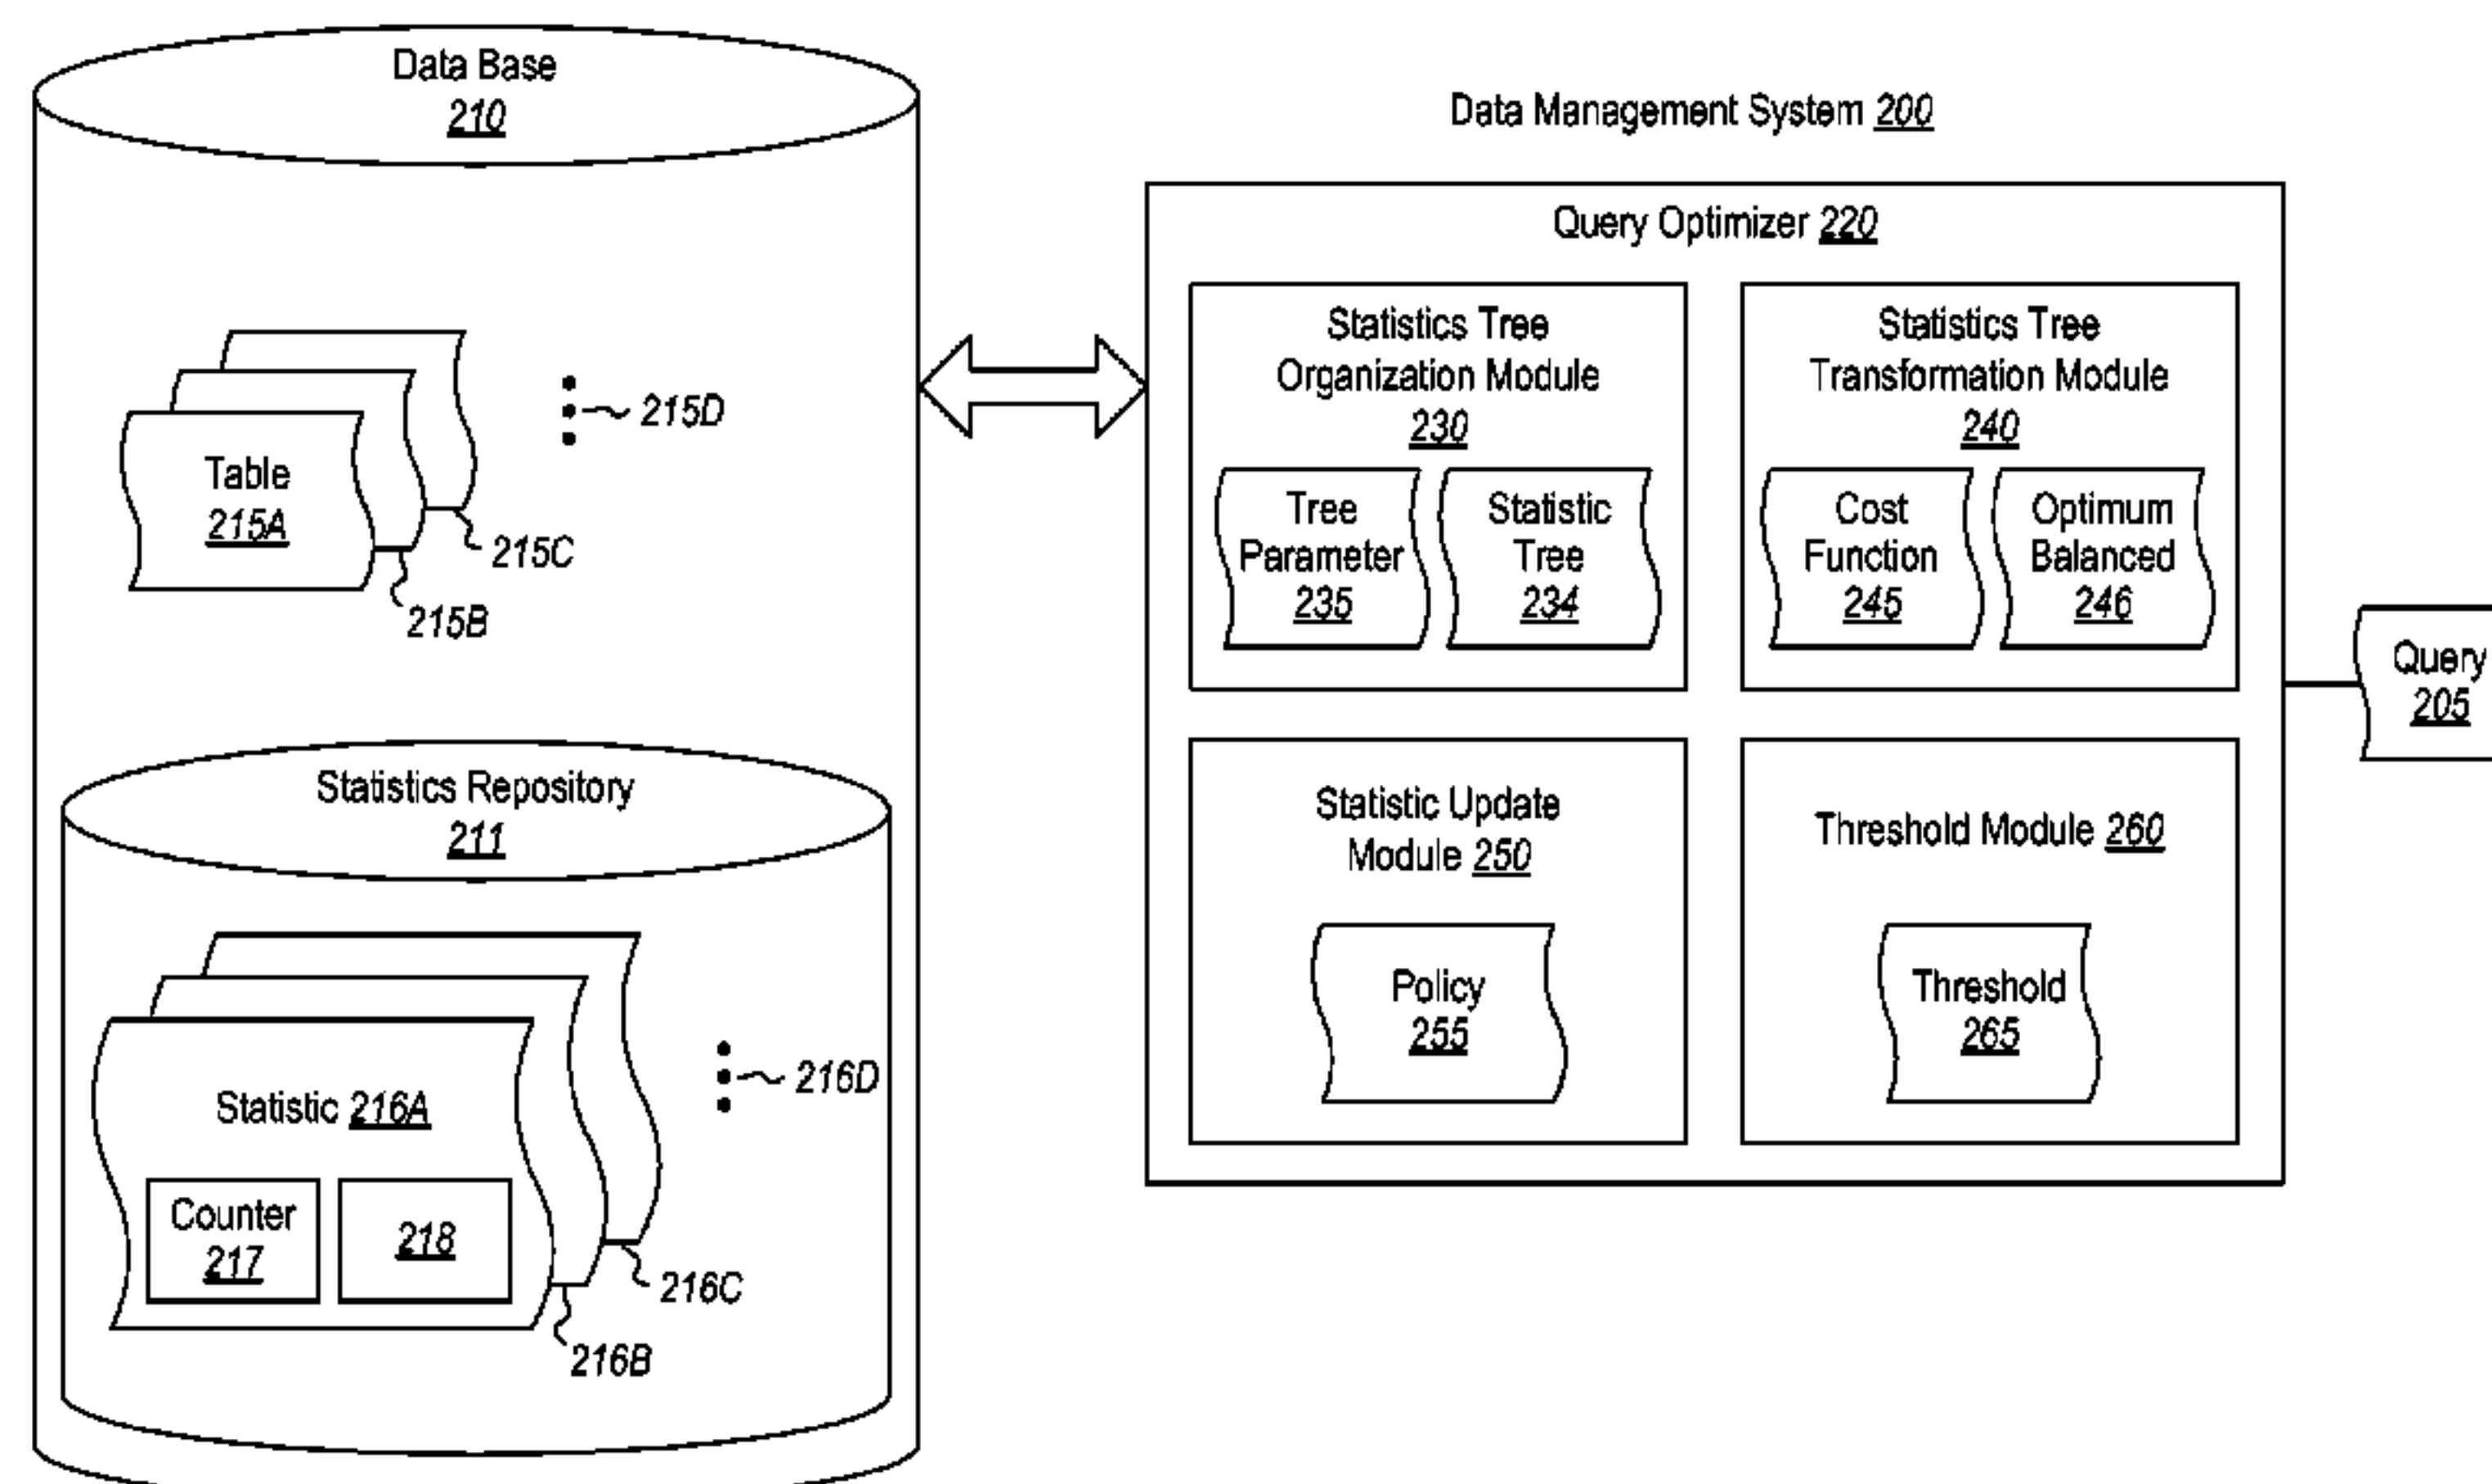 Data Base
210
215D
Table
215A
215C
215B
Statistics Repository
211
216D
Statistic 216A
Counter
217
218
216C
216B
Data Management System 200
Query Optimizer 220
Statistics Tree
Organization Module
230
Tree
Parameter
235
Statistic
Tree
234
Statistics Tree
Transformation Module
240
Cost
Function
245
Optimum
Balanced
246
Statistic Update
Module 250
Policy
255
Threshold Module 260
Threshold
265
Query
205